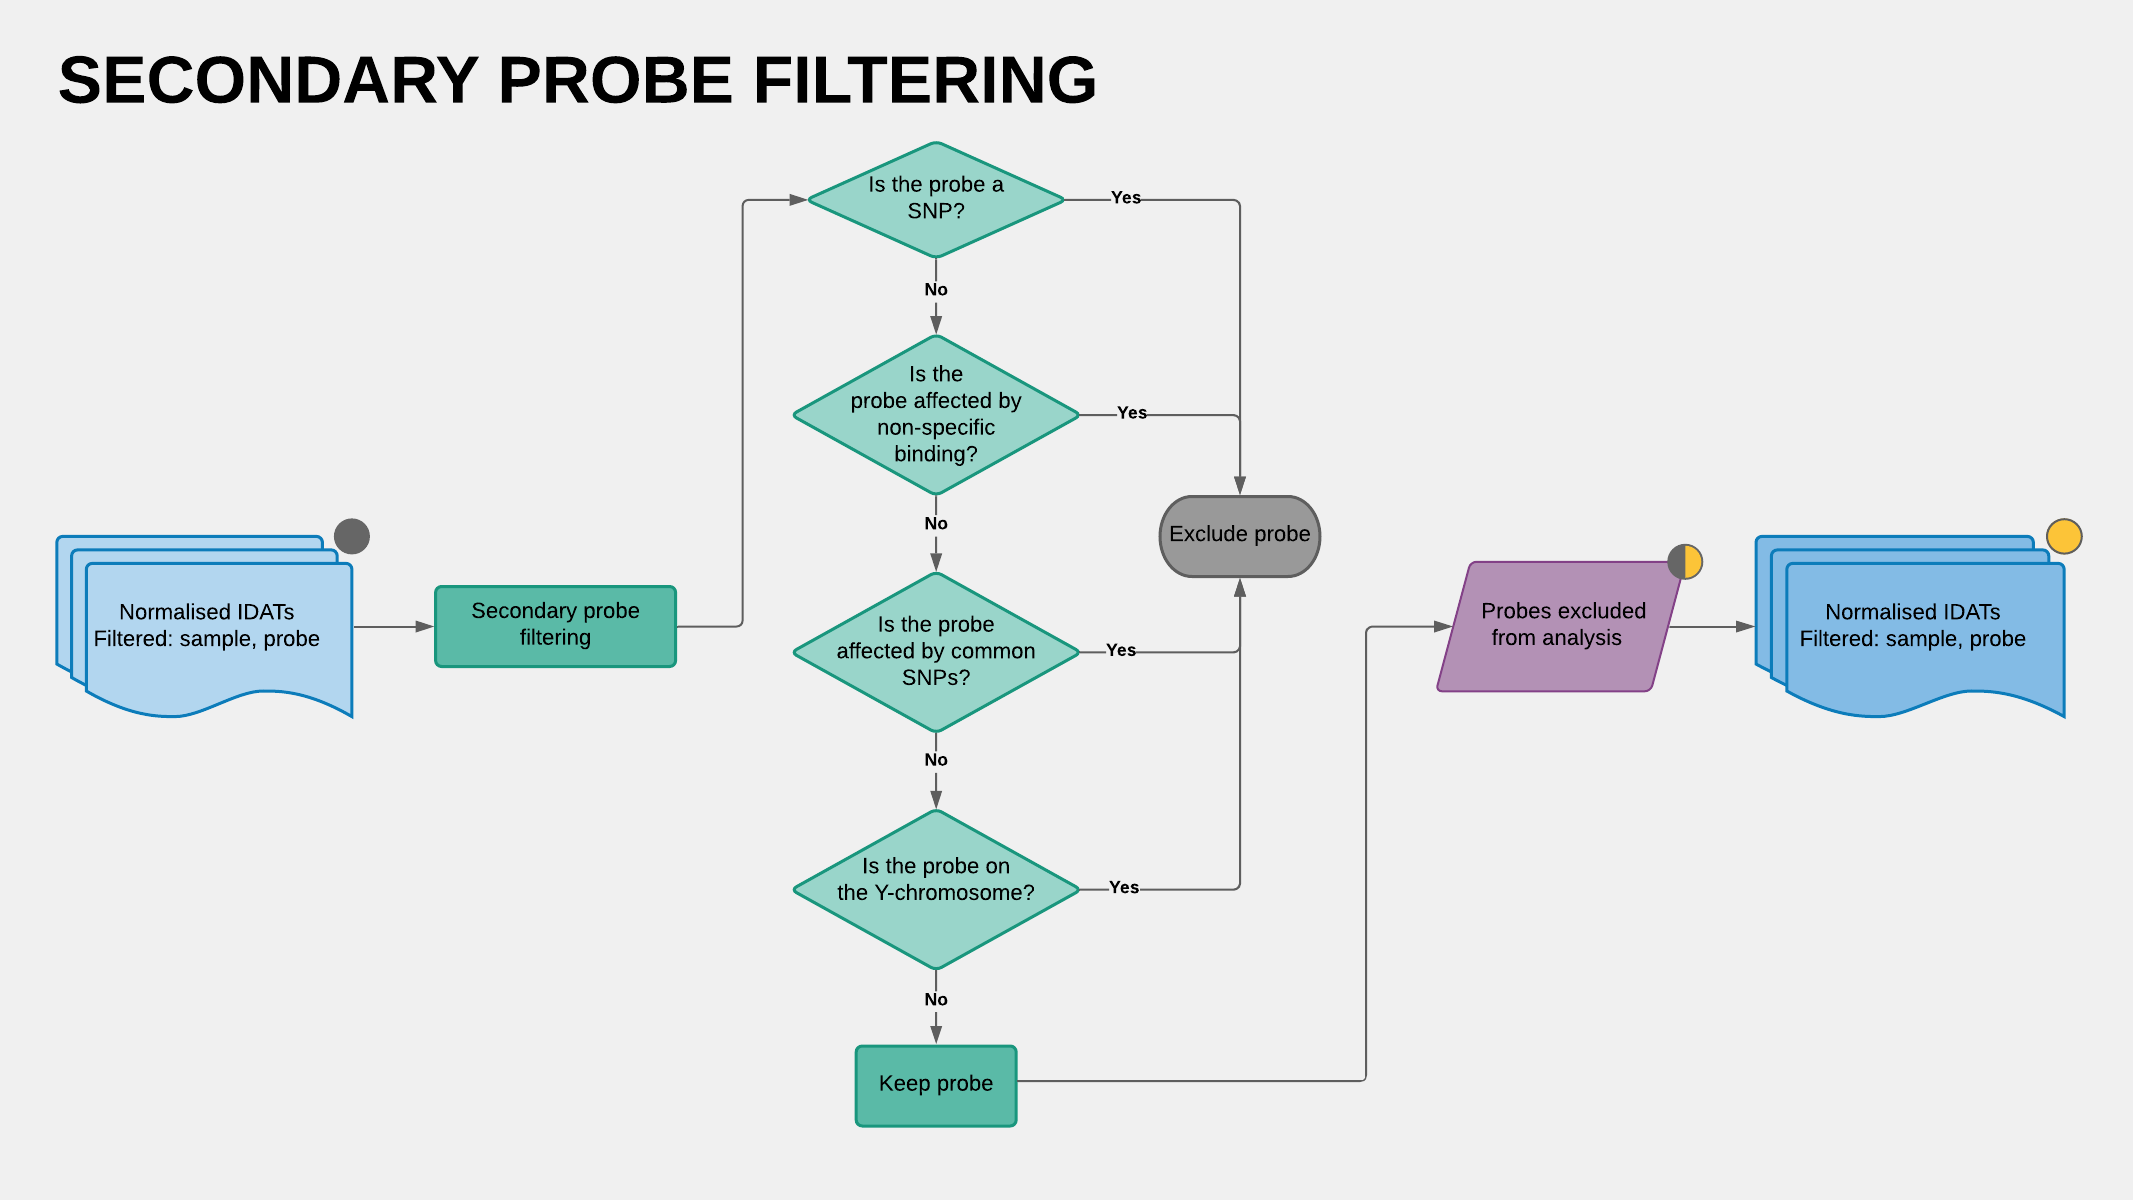 SECONDARY PROBE FILTERING
Is the probe a
SNP?
Yes
No
Is the
probe affected by
non-specific
binding?
Yes
No
Exclude probe
Normalised IDATs
Filtered: sample, probe
Secondary probe
filtering
Is the probe
affected by common
SNPs?
Yes
No
Probes excluded
from analysis
Normalised IDATs
Filtered: sample, probe
Is the probe on
the Y-chromosome?
Yes
No
Keep probe